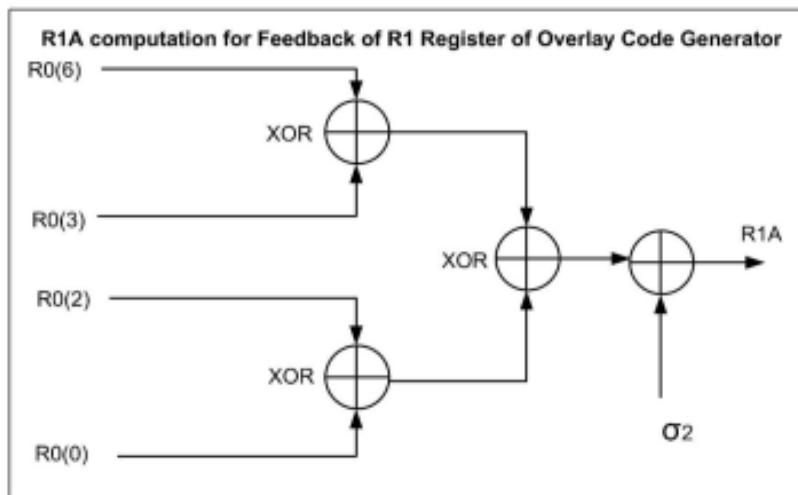 R1A computation for Feedback of R1 Register of Overlay Code Generator
R0(6)
XOR
R0(3)
R1A
XOR
R0(2)
XOR
σ2
R0(0)